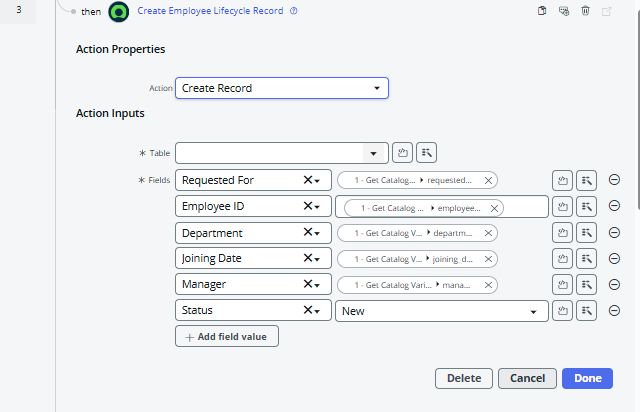 3
then Create Employee Lifecycle Record
Action Properties
Action Create Record
Action Inputs
* Table
* Fields Requested For 1 - Get Catalog... ▸ requested...
Employee ID 1 - Get Catalog ... ▸ employee...
Department 1 - Get Catalog V... ▸ departm...
Joining Date 1 - Get Catalog V... ▸ joining_d...
Manager 1 - Get Catalog Vari... ▸ mana...
Status New
+ Add field value
Delete Cancel Done